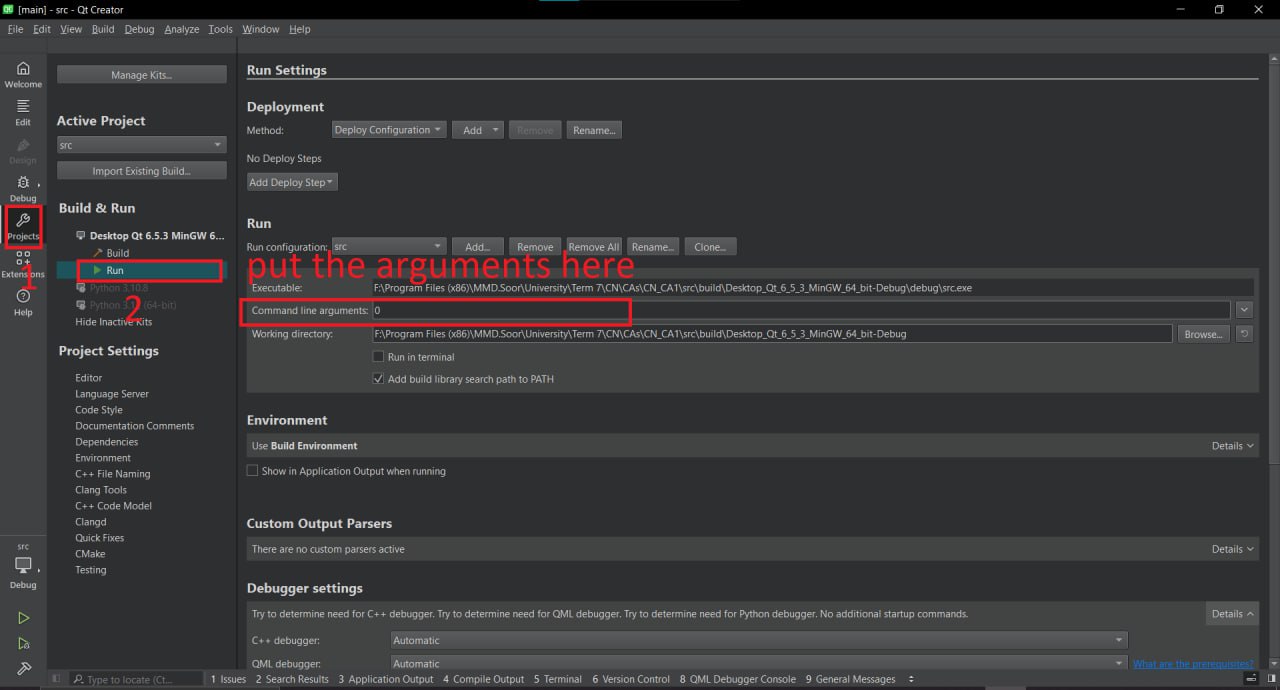 [main] - src - Qt Creator
File Edit View Build Debug Analyze Tools Window Help
Welcome
Edit
Design
Debug
Projects
Extensions
Help
1
Manage Kits...
Active Project
src
Import Existing Build...
Build & Run
Desktop Qt 6.5.3 MinGW 6...
Build
Run
Python 3.10.8
2
Hide Inactive Kits
Project Settings
Editor
Language Server
Code Style
Documentation Comments
Dependencies
Environment
C++ File Naming
Clang Tools
C++ Code Model
Clangd
Quick Fixes
CMake
Testing
src
Debug
Run Settings
Deployment
Method: Deploy Configuration Add Remove Rename...
No Deploy Steps
Add Deploy Step
Run
Run configuration: src Add... Remove Remove All Rename... Clone...
put the arguments here
Executable: F:\Program Files (x86)\MMD.Soor\University\Term 7\CN\CAs\CN_CA1\src\build\Desktop_Qt_6_5_3_MinGW_64_bit-Debug\debug\src.exe
Command line arguments: 0
Working directory: F:\Program Files (x86)\MMD.Soor\University\Term 7\CN\CAs\CN_CA1\src\build\Desktop_Qt_6_5_3_MinGW_64_bit-Debug Browse...
Run in terminal
Add build library search path to PATH
Environment
Use Build Environment Details
Show in Application Output when running
Custom Output Parsers
There are no custom parsers active Details
Debugger settings
Try to determine need for C++ debugger. Try to determine need for QML debugger. Try to determine need for Python debugger. No additional startup commands. Details
C++ debugger: Automatic
QML debugger: Automatic What are the prerequisites?
Type to locate (Ct... 1 Issues 2 Search Results 3 Application Output 4 Compile Output 5 Terminal 6 Version Control 8 QML Debugger Console 9 General Messages